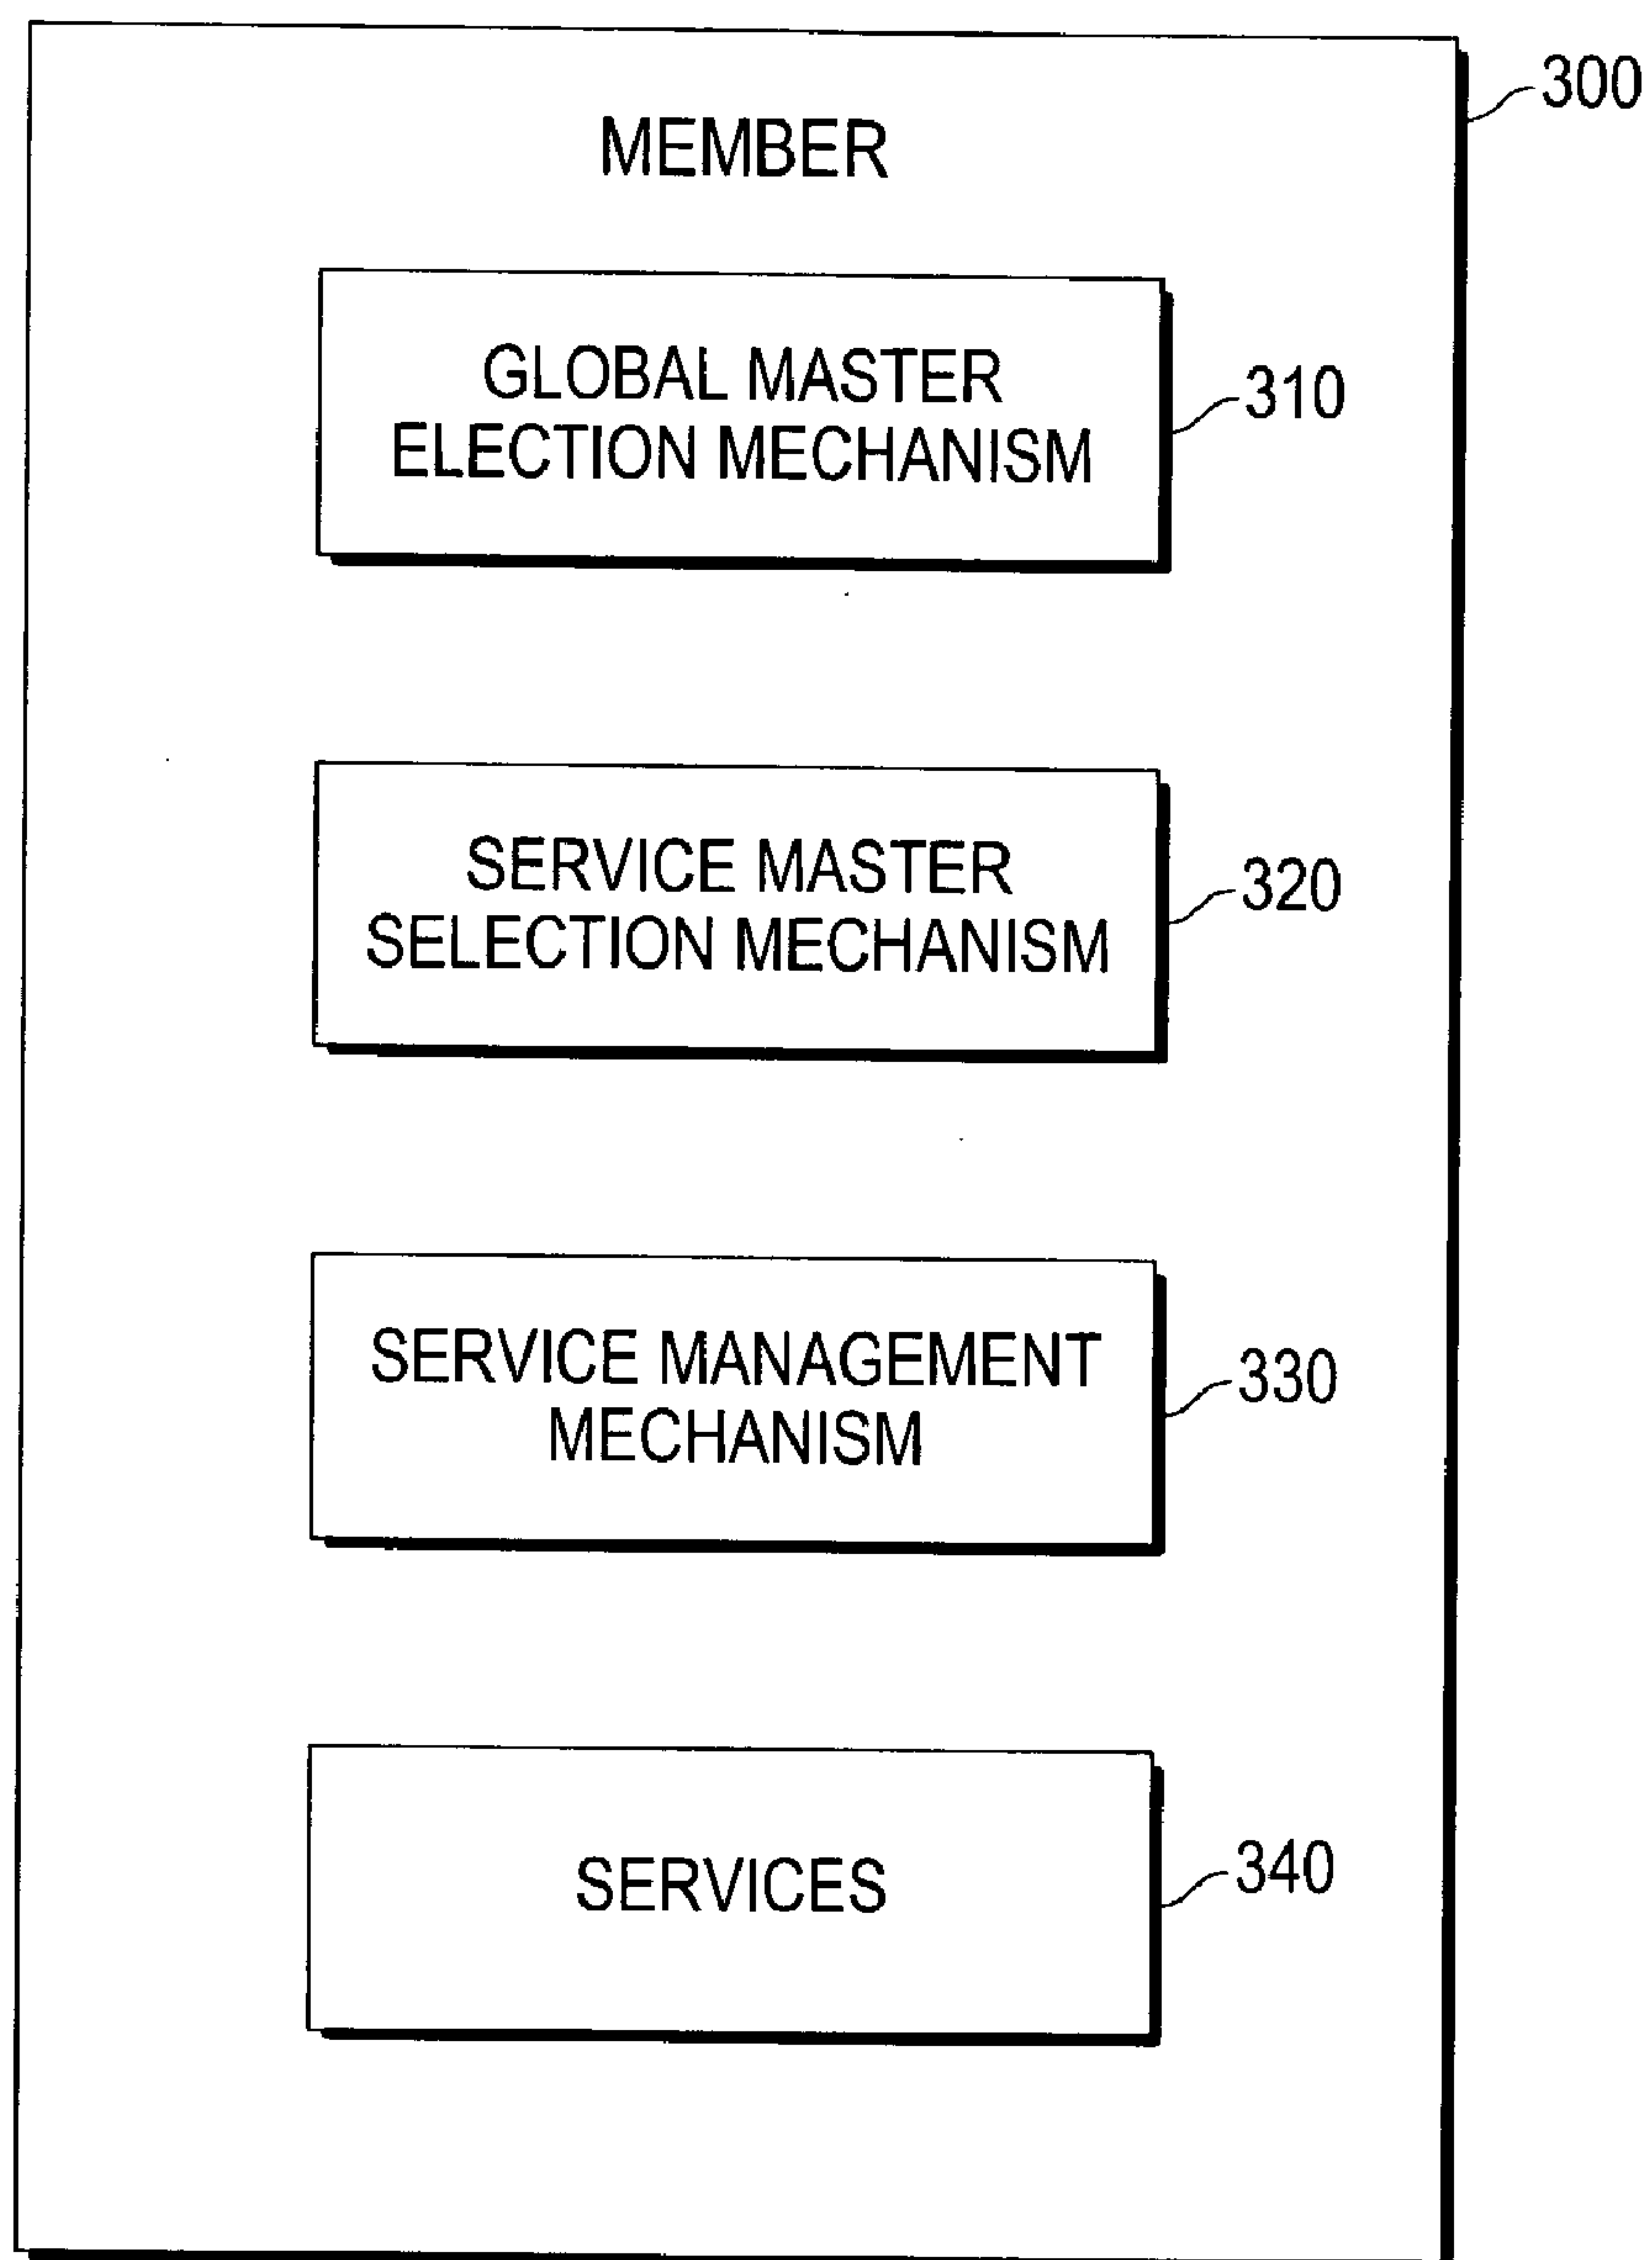 300
MEMBER
GLOBAL MASTER
ELECTION MECHANISM
310
SERVICE MASTER
SELECTION MECHANISM
320
SERVICE MANAGEMENT
MECHANISM
330
SERVICES
340